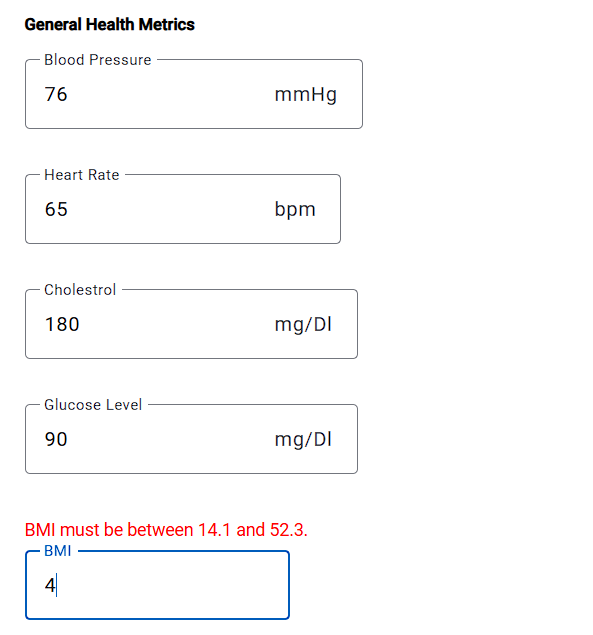 General Health Metrics
Blood Pressure
76 mmHg
Heart Rate
65 bpm
Cholestrol
180 mg/Dl
Glucose Level
90 mg/Dl
BMI must be between 14.1 and 52.3.
BMI
4